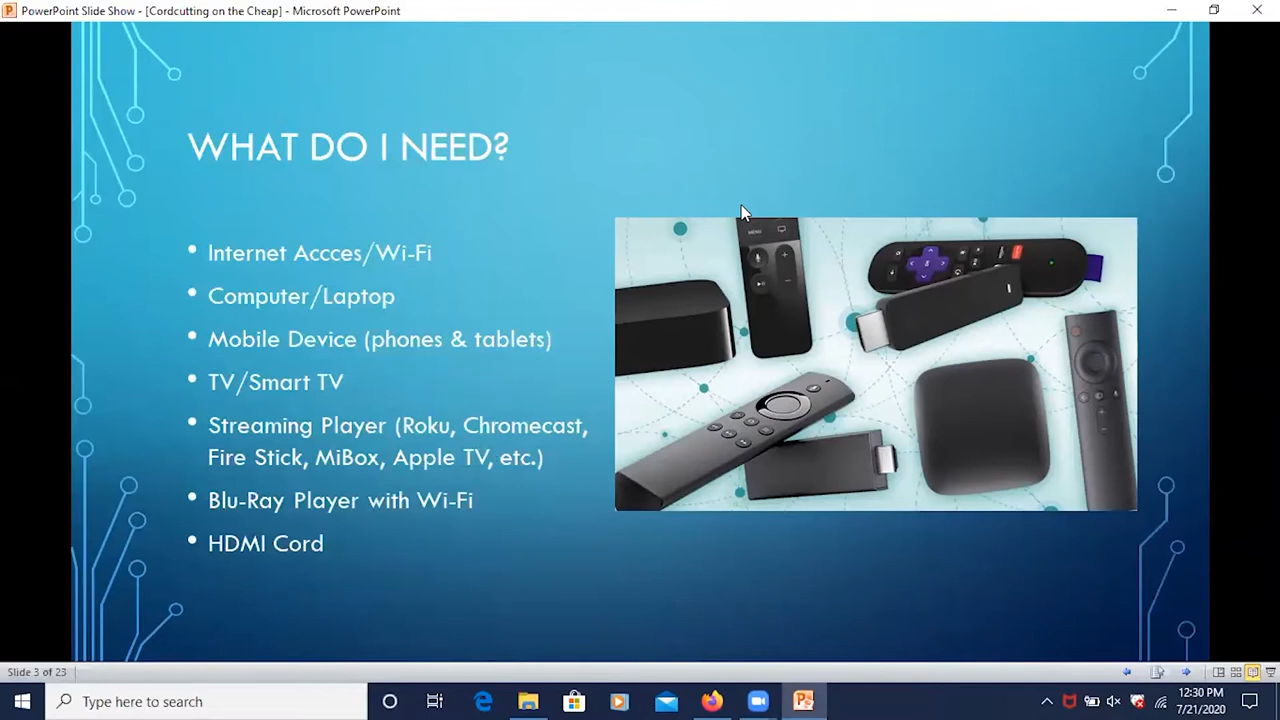 PowerPoint Slide Show - [Cordcutting on the Cheap] - Microsoft PowerPoint
WHAT DO I NEED?
• Internet Accces/Wi-Fi
• Computer/Laptop
• Mobile Device (phones & tablets)
• TV/Smart TV
• Streaming Player (Roku, Chromecast,
Fire Stick, MiBox, Apple TV, etc.)
• Blu-Ray Player with Wi-Fi
• HDMI Cord
MENU
Slide 3 of 23
Type here to search
12:30 PM
7/21/2020